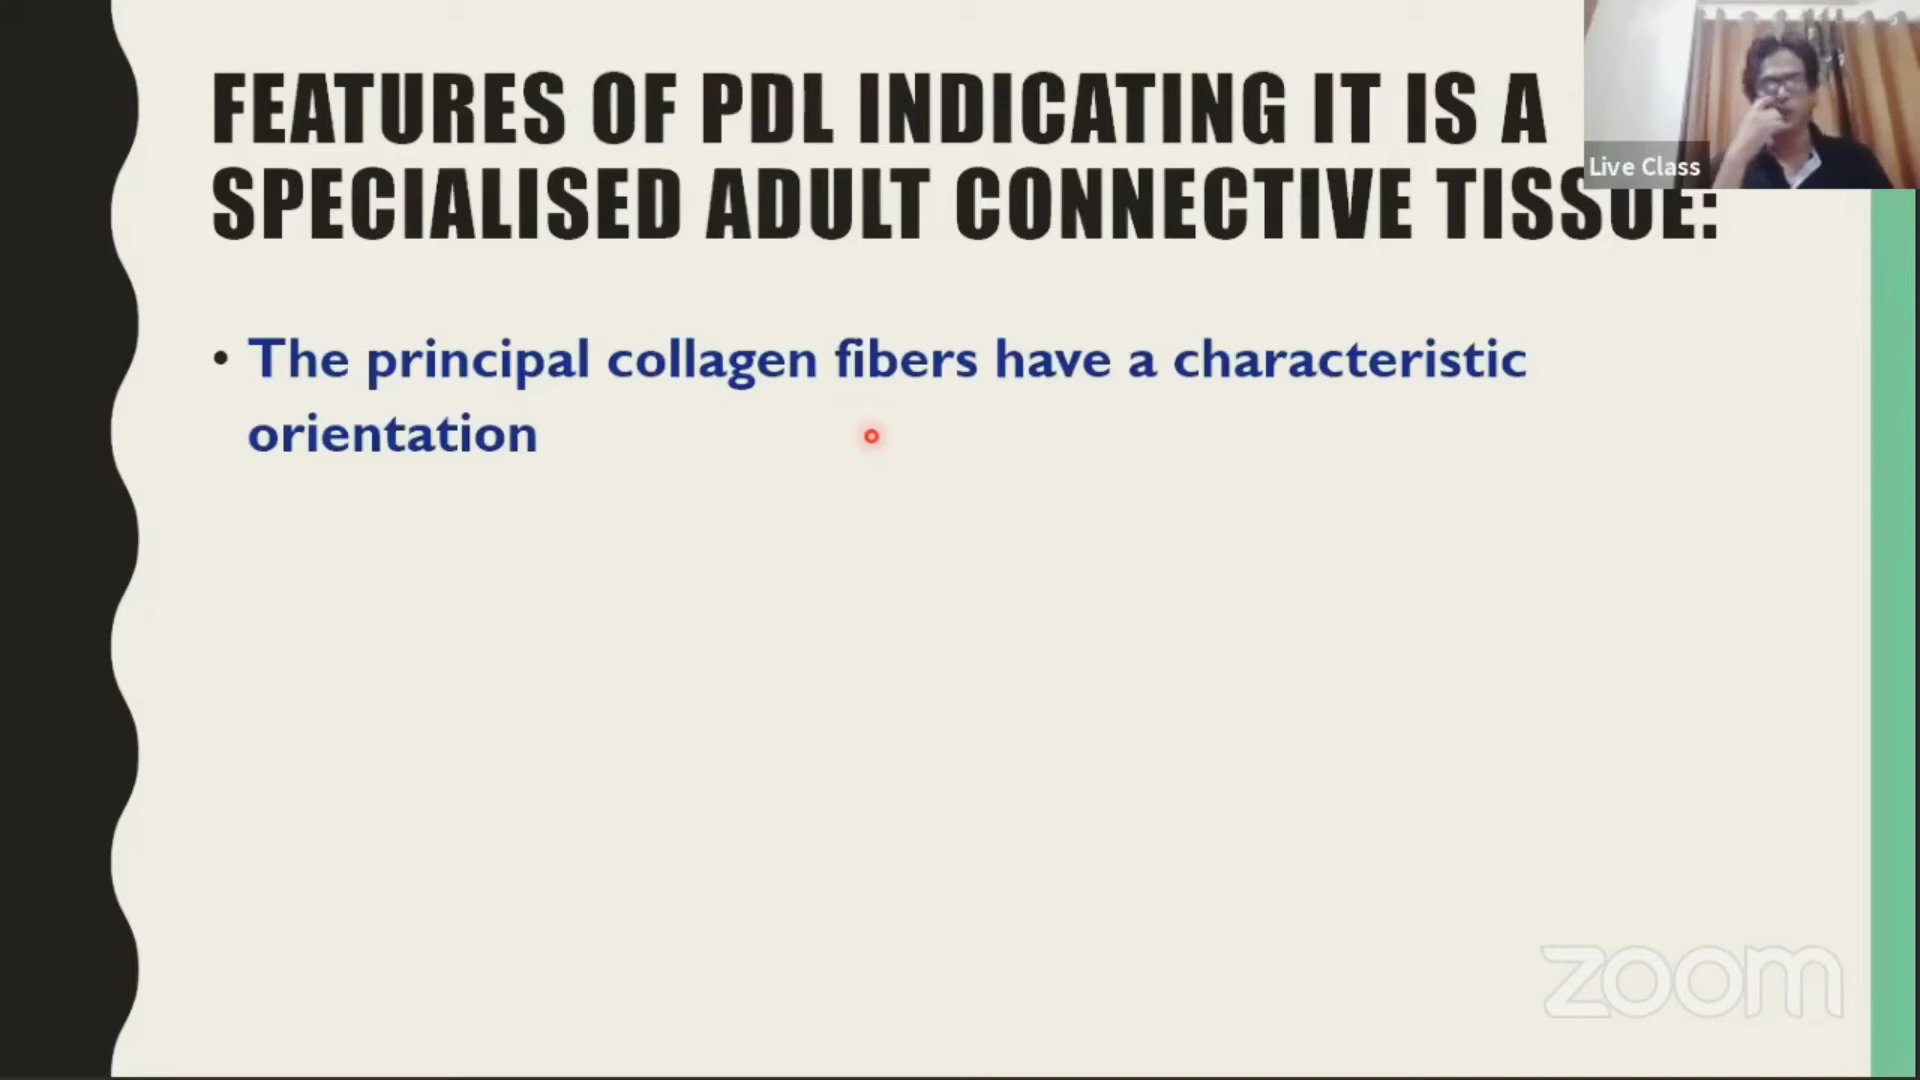 FEATURES OF PDL INDICATING IT IS A
SPECIALISED ADULT CONNECTIVE TISSUE:
Live Class
• The principal collagen fibers have a characteristic
orientation
zoom